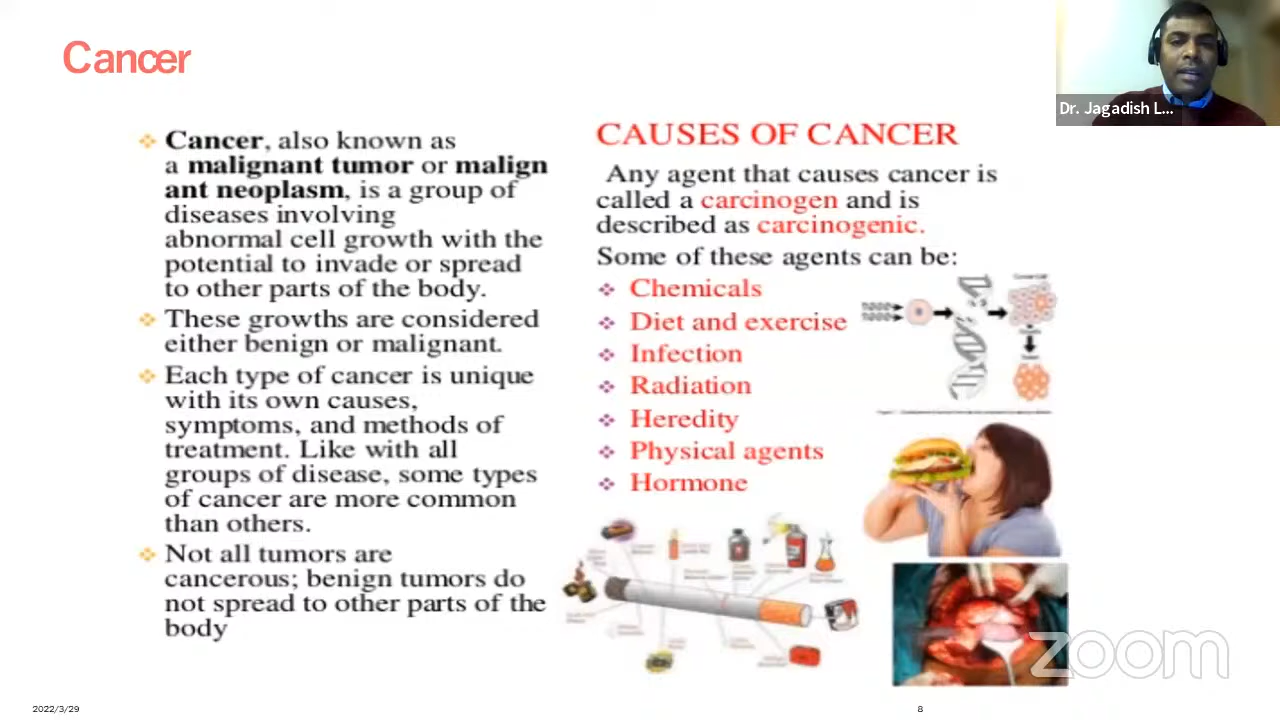 Cancer
Dr. Jagadish L...
❖ Cancer, also known as
a malignant tumor or malign
ant neoplasm, is a group of
diseases involving
abnormal cell growth with the
potential to invade or spread
to other parts of the body.
❖ These growths are considered
either benign or malignant.
❖ Each type of cancer is unique
with its own causes,
symptoms, and methods of
treatment. Like with all
groups of disease, some types
of cancer are more common
than others.
❖ Not all tumors are
cancerous; benign tumors do
not spread to other parts of the
body
CAUSES OF CANCER
Any agent that causes cancer is
called a carcinogen and is
described as carcinogenic.
Some of these agents can be:
❖ Chemicals
❖ Diet and exercise
❖ Infection
❖ Radiation
❖ Heredity
❖ Physical agents
❖ Hormone
zoom
2022/3/29
8